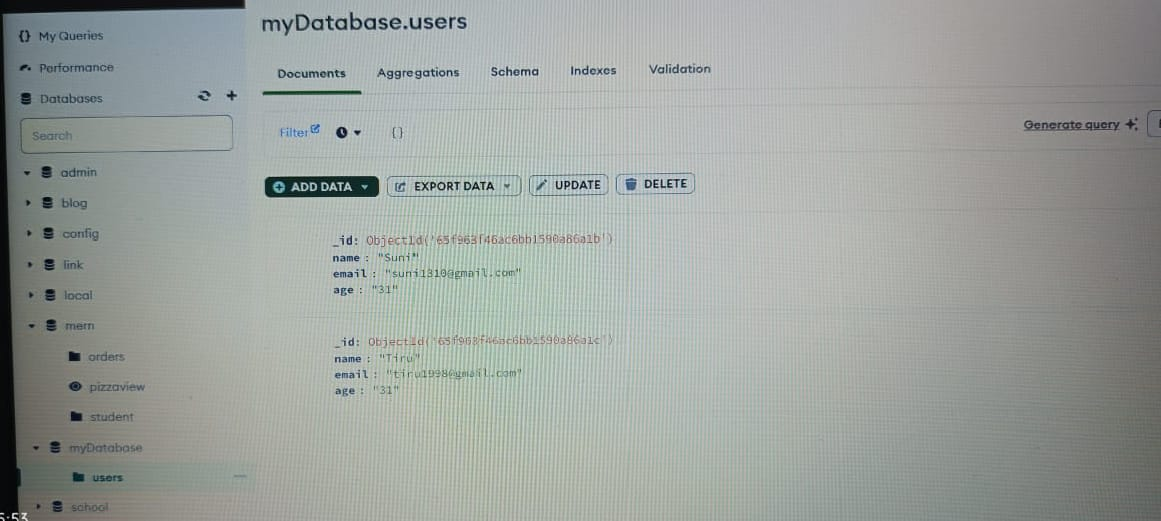 myDatabase.users
{} My Queries
Performance
Databases
Search
admin
blog
config
link
local
mern
orders
pizzaview
student
myDatabase
users
school
5:53
Documents Aggregations Schema Indexes Validation
Filter {} Generate query
ADD DATA EXPORT DATA UPDATE DELETE
_id: ObjectId('65f963f46ac6bb1590a86a1b')
name : "Suni"
email : "suni1310@gmail.com"
age : "31"
_id: ObjectId('65f963f46ac6bb1590a86a1c')
name : "Tiru"
email : "tiru1998@gmail.com"
age : "31"